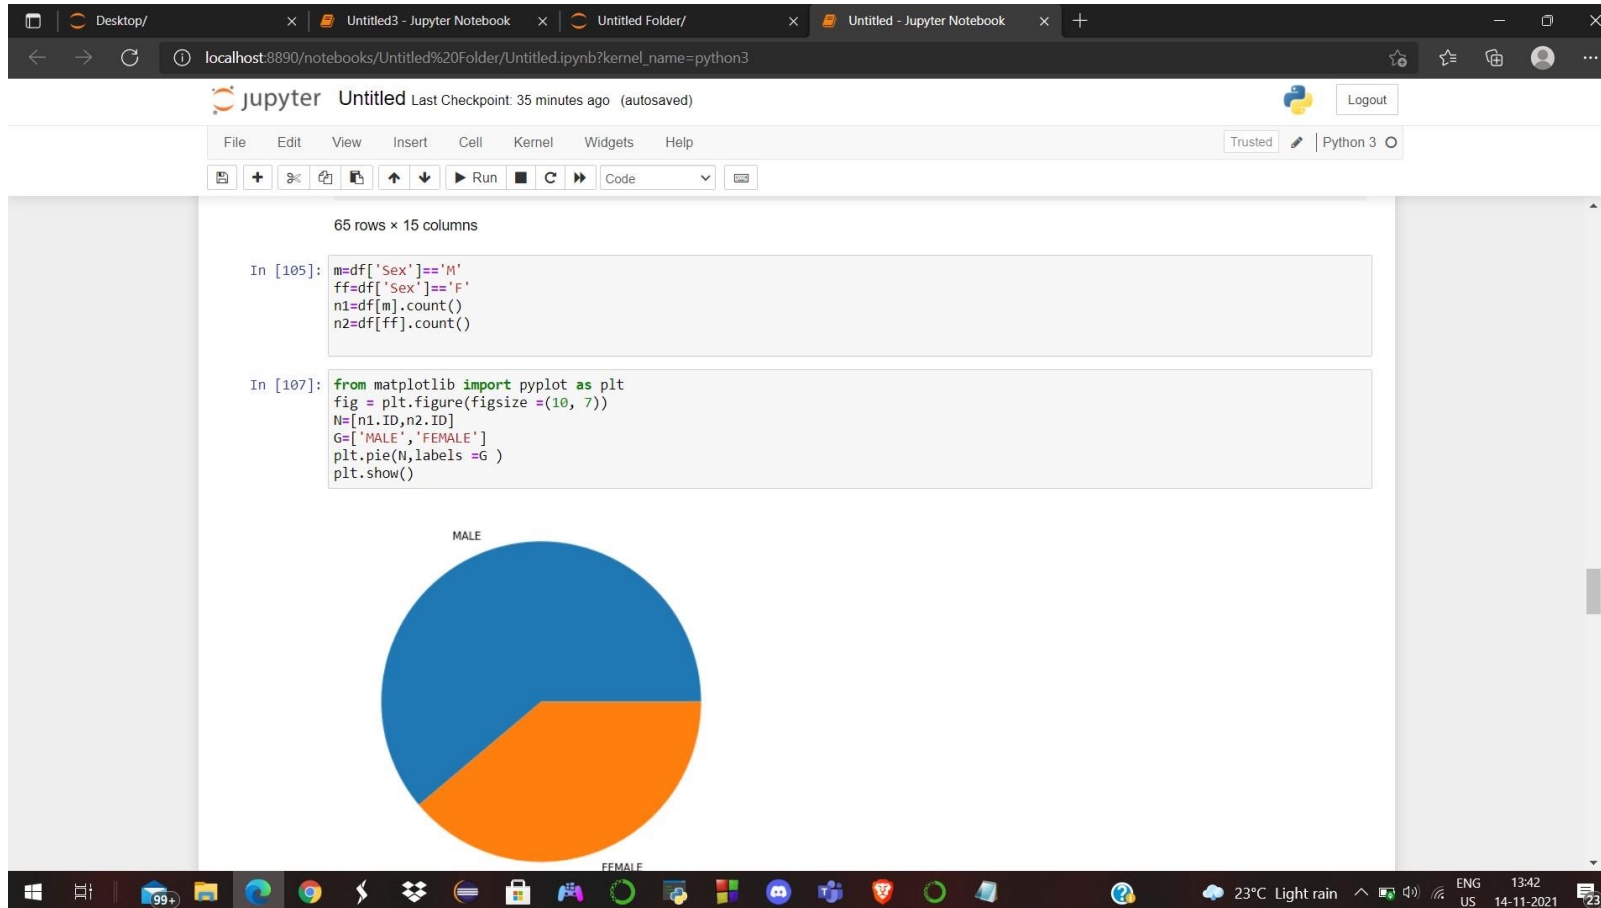 Desktop/
Untitled3 - Jupyter Notebook
Untitled Folder/
Untitled - Jupyter Notebook
localhost:8890/notebooks/Untitled%20Folder/Untitled.ipynb?kernel_name=python3
jupyter Untitled Last Checkpoint: 35 minutes ago (autosaved)
Logout
File Edit View Insert Cell Kernel Widgets Help
Trusted
Python 3
Run
Code
65 rows × 15 columns
In [105]: m=df['Sex']=='M'
ff=df['Sex']=='F'
n1=df[m].count()
n2=df[ff].count()
In [107]: from matplotlib import pyplot as plt
fig = plt.figure(figsize =(10, 7))
N=[n1.ID,n2.ID]
G=['MALE','FEMALE']
plt.pie(N,labels =G )
plt.show()
MALE
FEMALE
99+
23°C Light rain
ENG
US
13:42
14-11-2021
23